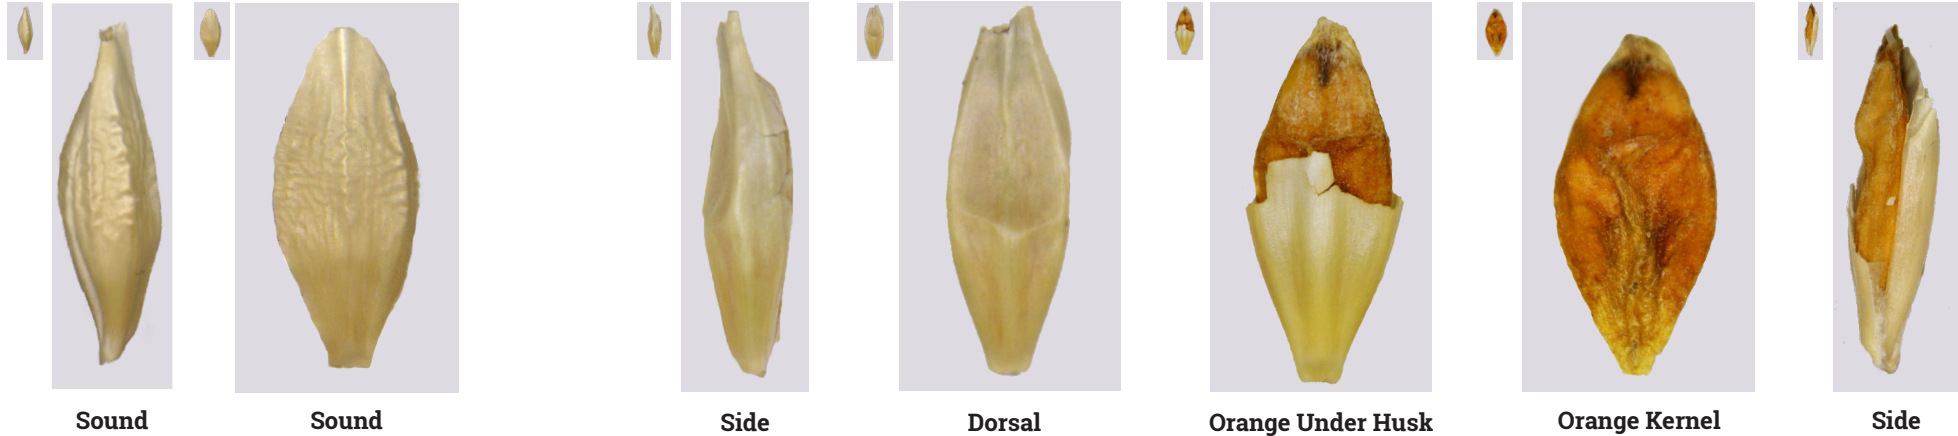 Sound
Sound
Side
Dorsal
Orange Under Husk
Orange Kernel
Side